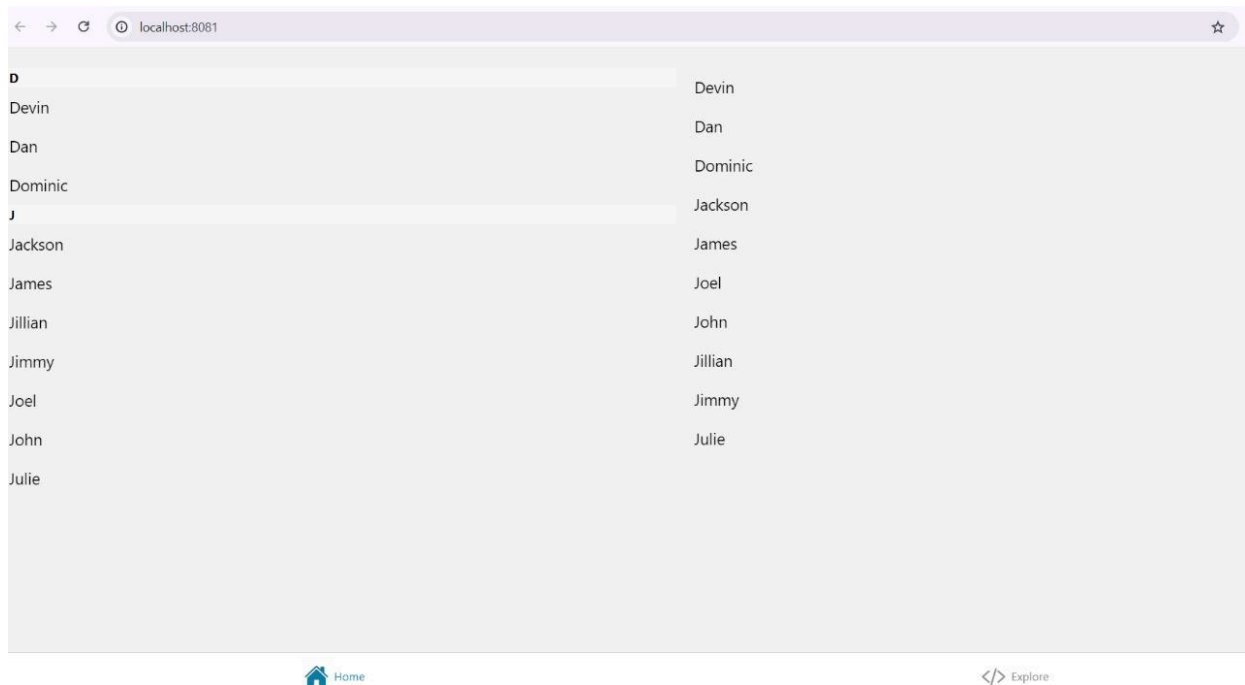 localhost:8081
D
Devin
Dan
Dominic
J
Jackson
James
Jillian
Jimmy
Joel
John
Julie
Devin
Dan
Dominic
Jackson
James
Joel
John
Jillian
Jimmy
Julie
Home
Explore